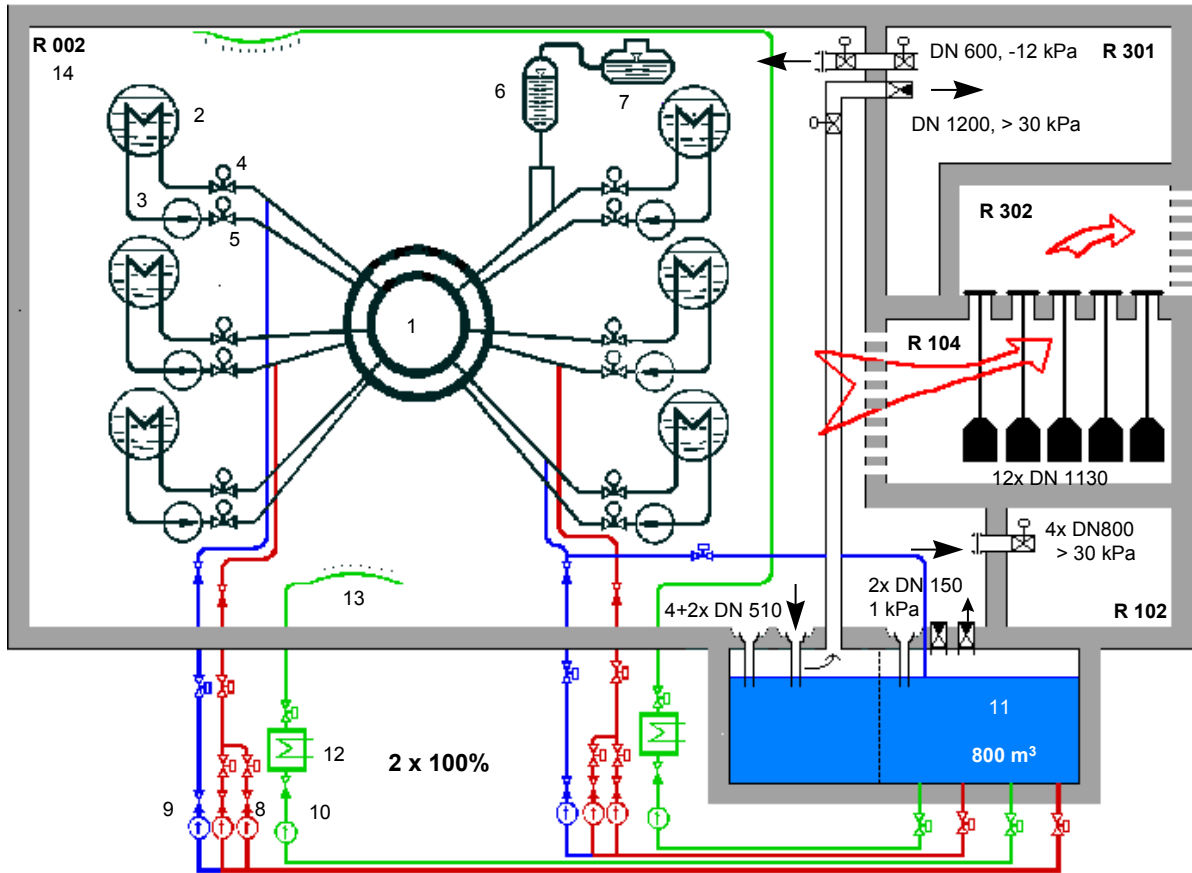 R 002
14
DN 600, -12 kPa
R 301
6
7
2
DN 1200, > 30 kPa
4
3
R 302
5
1
R 104
12x DN 1130
4x DN800
> 30 kPa
2x DN 150
1 kPa
13
4+2x DN 510
R 102
11
12
2 x 100%
800 m³
9
8
10